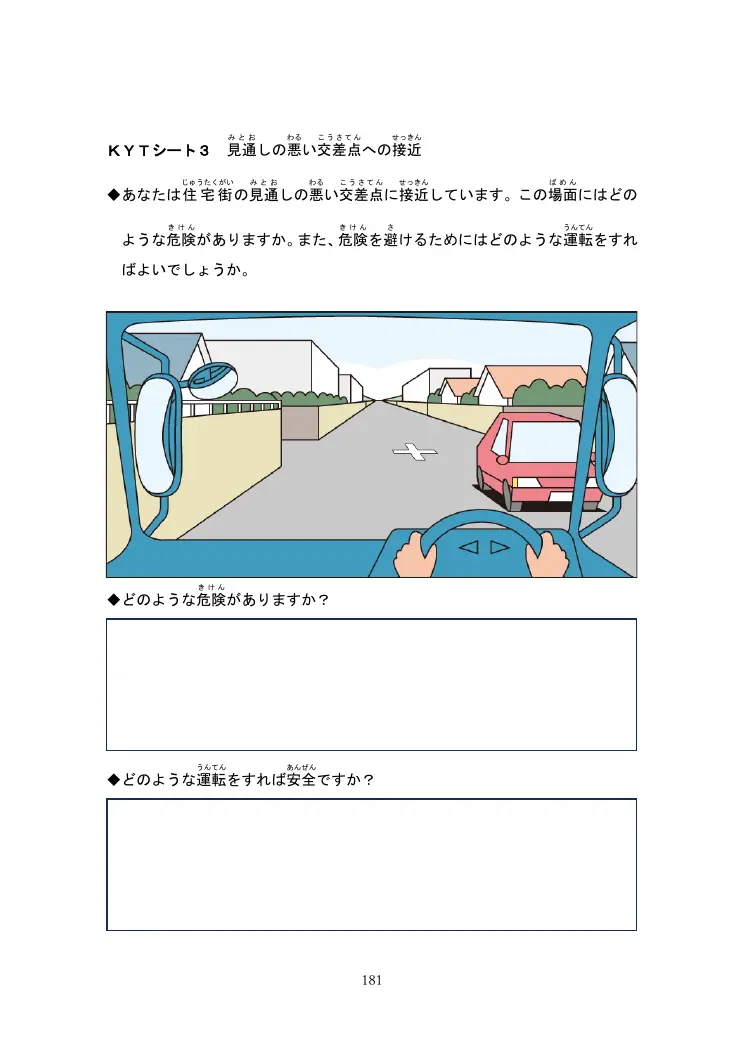 ＫＹＴシート３　見通しの悪い交差点への接近
◆あなたは住宅街の見通しの悪い交差点に接近しています。この場面にはどの
ような危険がありますか。また、危険を避けるためにはどのような運転をすれ
ばよいでしょうか。
◆どのような危険がありますか？
◆どのような運転をすれば安全ですか？
181